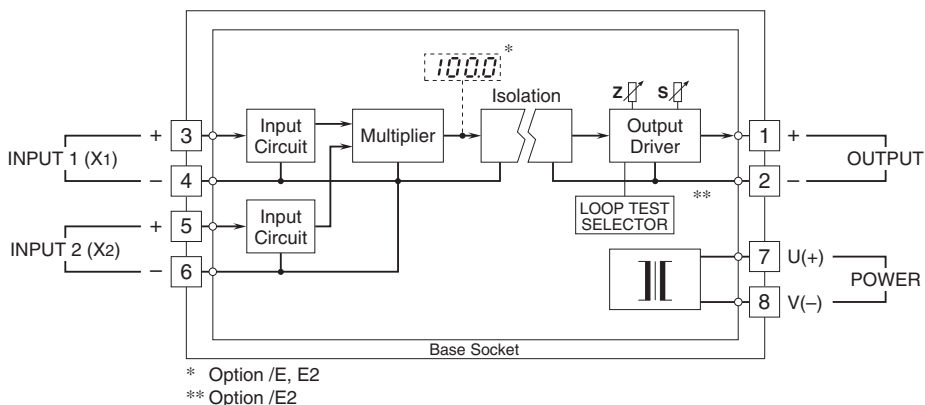 *
100.0
Isolation
Z S
+ 3 Input Circuit Multiplier Output Driver 1 +
INPUT 1 (X1) OUTPUT
– 4 2 –
**
+ 5 Input Circuit LOOP TEST SELECTOR
INPUT 2 (X2)
– 6 7 U(+)
POWER
8 V(–)
Base Socket
* Option /E, E2
** Option /E2